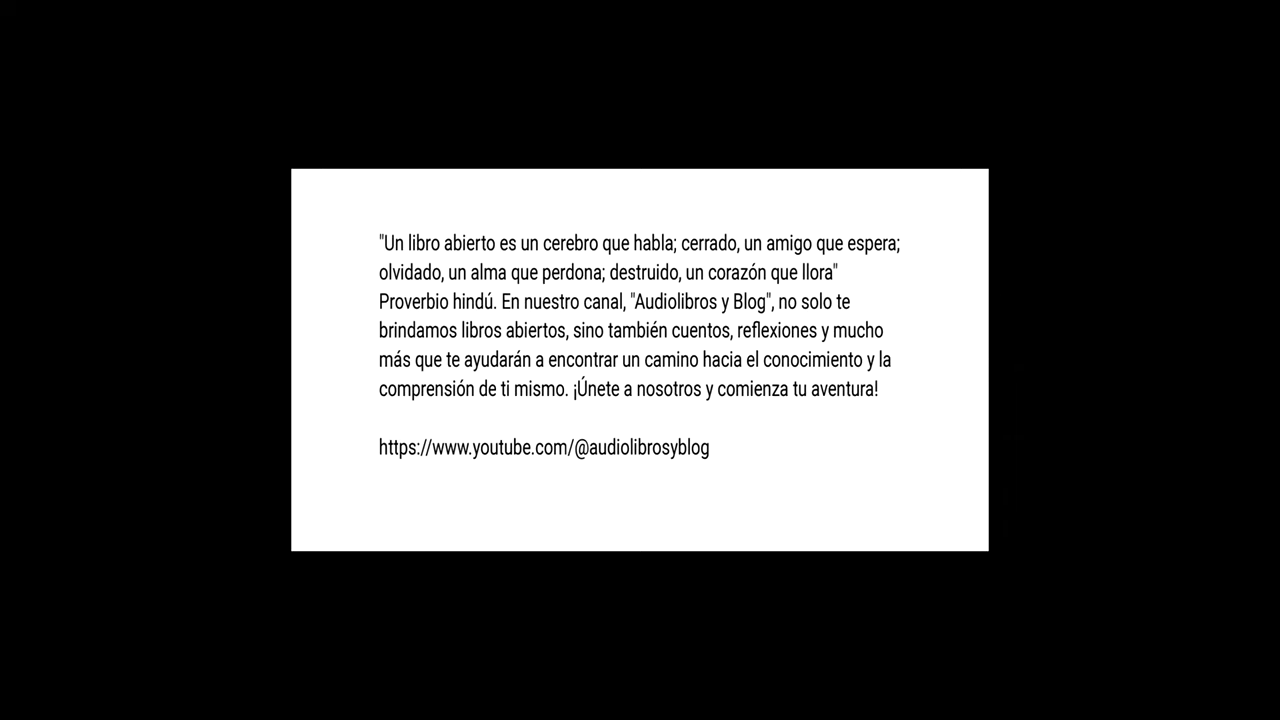 "Un libro abierto es un cerebro que habla; cerrado, un amigo que espera;
olvidado, un alma que perdona; destruido, un corazón que llora"
Proverbio hindú. En nuestro canal, "Audiolibros y Blog", no solo te
brindamos libros abiertos, sino también cuentos, reflexiones y mucho
más que te ayudarán a encontrar un camino hacia el conocimiento y la
comprensión de ti mismo. ¡Únete a nosotros y comienza tu aventura!
https://www.youtube.com/@audiolibrosyblog